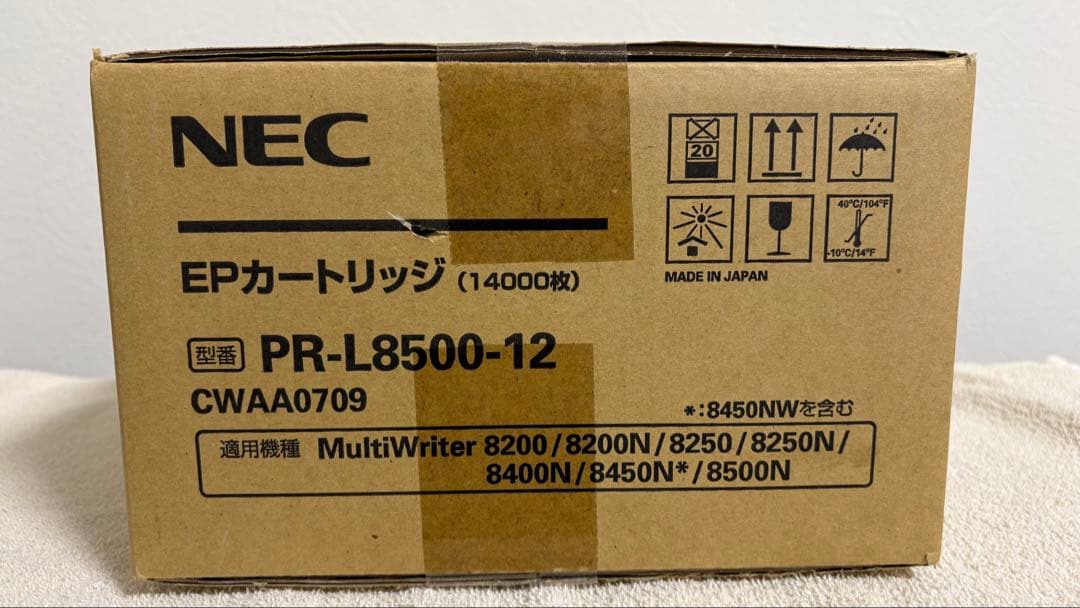 NEC
20
40°C/104°F
-10°C/14°F
MADE IN JAPAN
EPカートリッジ(14000枚)
型番 PR-L8500-12
CWAA0709
*:8450NWを含む
適用機種 MultiWriter 8200/8200N/8250/8250N/
8400N/8450N*/8500N